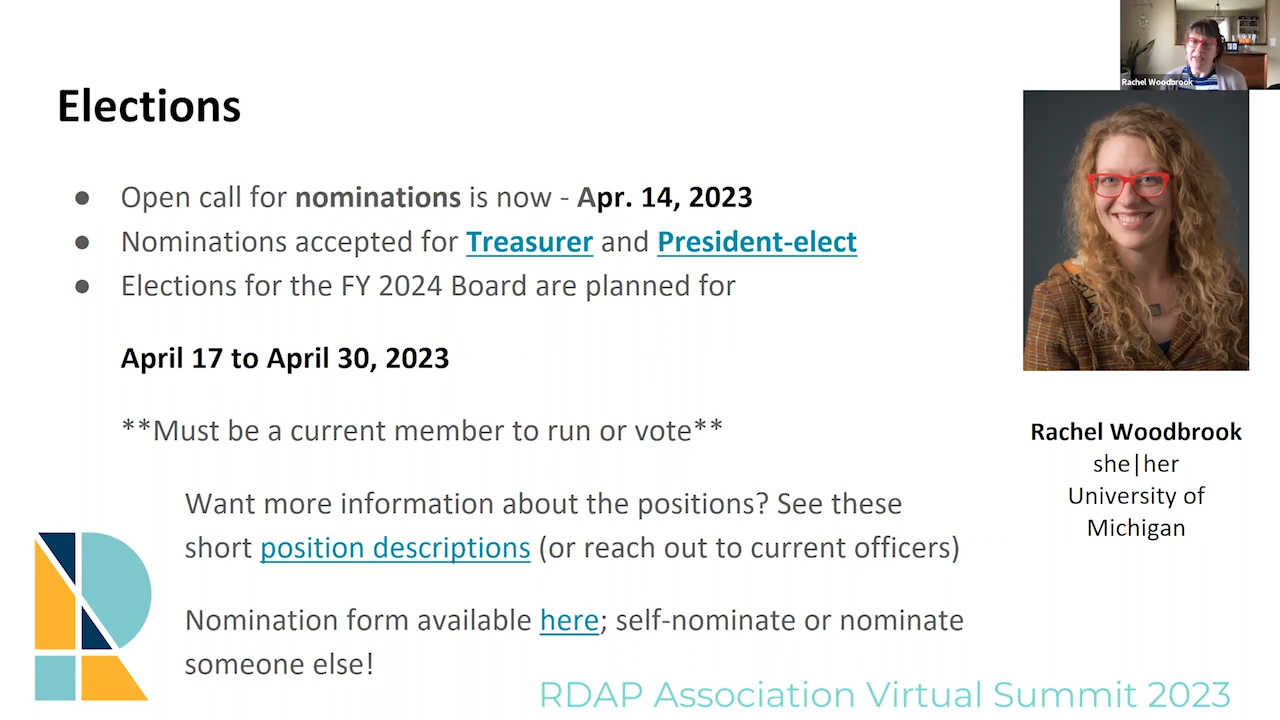 Rachel Woodbrook
Elections
● Open call for nominations is now - Apr. 14, 2023
● Nominations accepted for Treasurer and President-elect
● Elections for the FY 2024 Board are planned for
April 17 to April 30, 2023
**Must be a current member to run or vote**
Want more information about the positions? See these
short position descriptions (or reach out to current officers)
Nomination form available here; self-nominate or nominate
someone else!
Rachel Woodbrook
she|her
University of
Michigan
RDAP Association Virtual Summit 2023